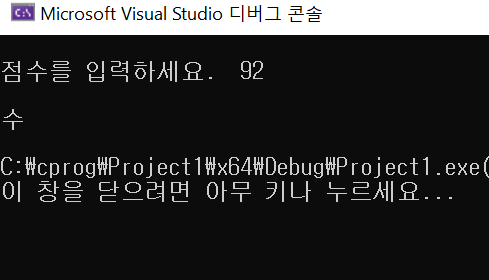 Microsoft Visual Studio 디버그 콘솔
점수를 입력하세요. 92
수
C:₩cprog₩Project1₩x64₩Debug₩Project1.exe(
이 창을 닫으려면 아무 키나 누르세요...